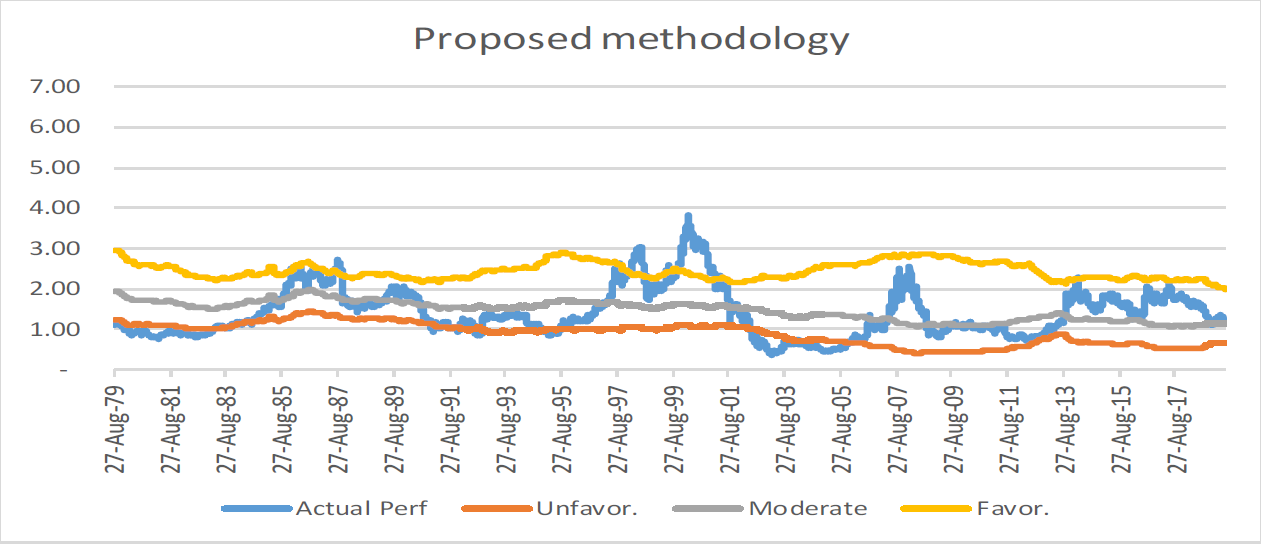 Proposed methodology
7.00
6.00
5.00
4.00
3.00
2.00
1.00
-
27-Aug-79
27-Aug-81
27-Aug-83
27-Aug-85
27-Aug-87
27-Aug-89
27-Aug-91
27-Aug-93
27-Aug-95
27-Aug-97
27-Aug-99
27-Aug-01
27-Aug-03
27-Aug-05
27-Aug-07
27-Aug-09
27-Aug-11
27-Aug-13
27-Aug-15
27-Aug-17
Actual Perf Unfavor. Moderate Favor.